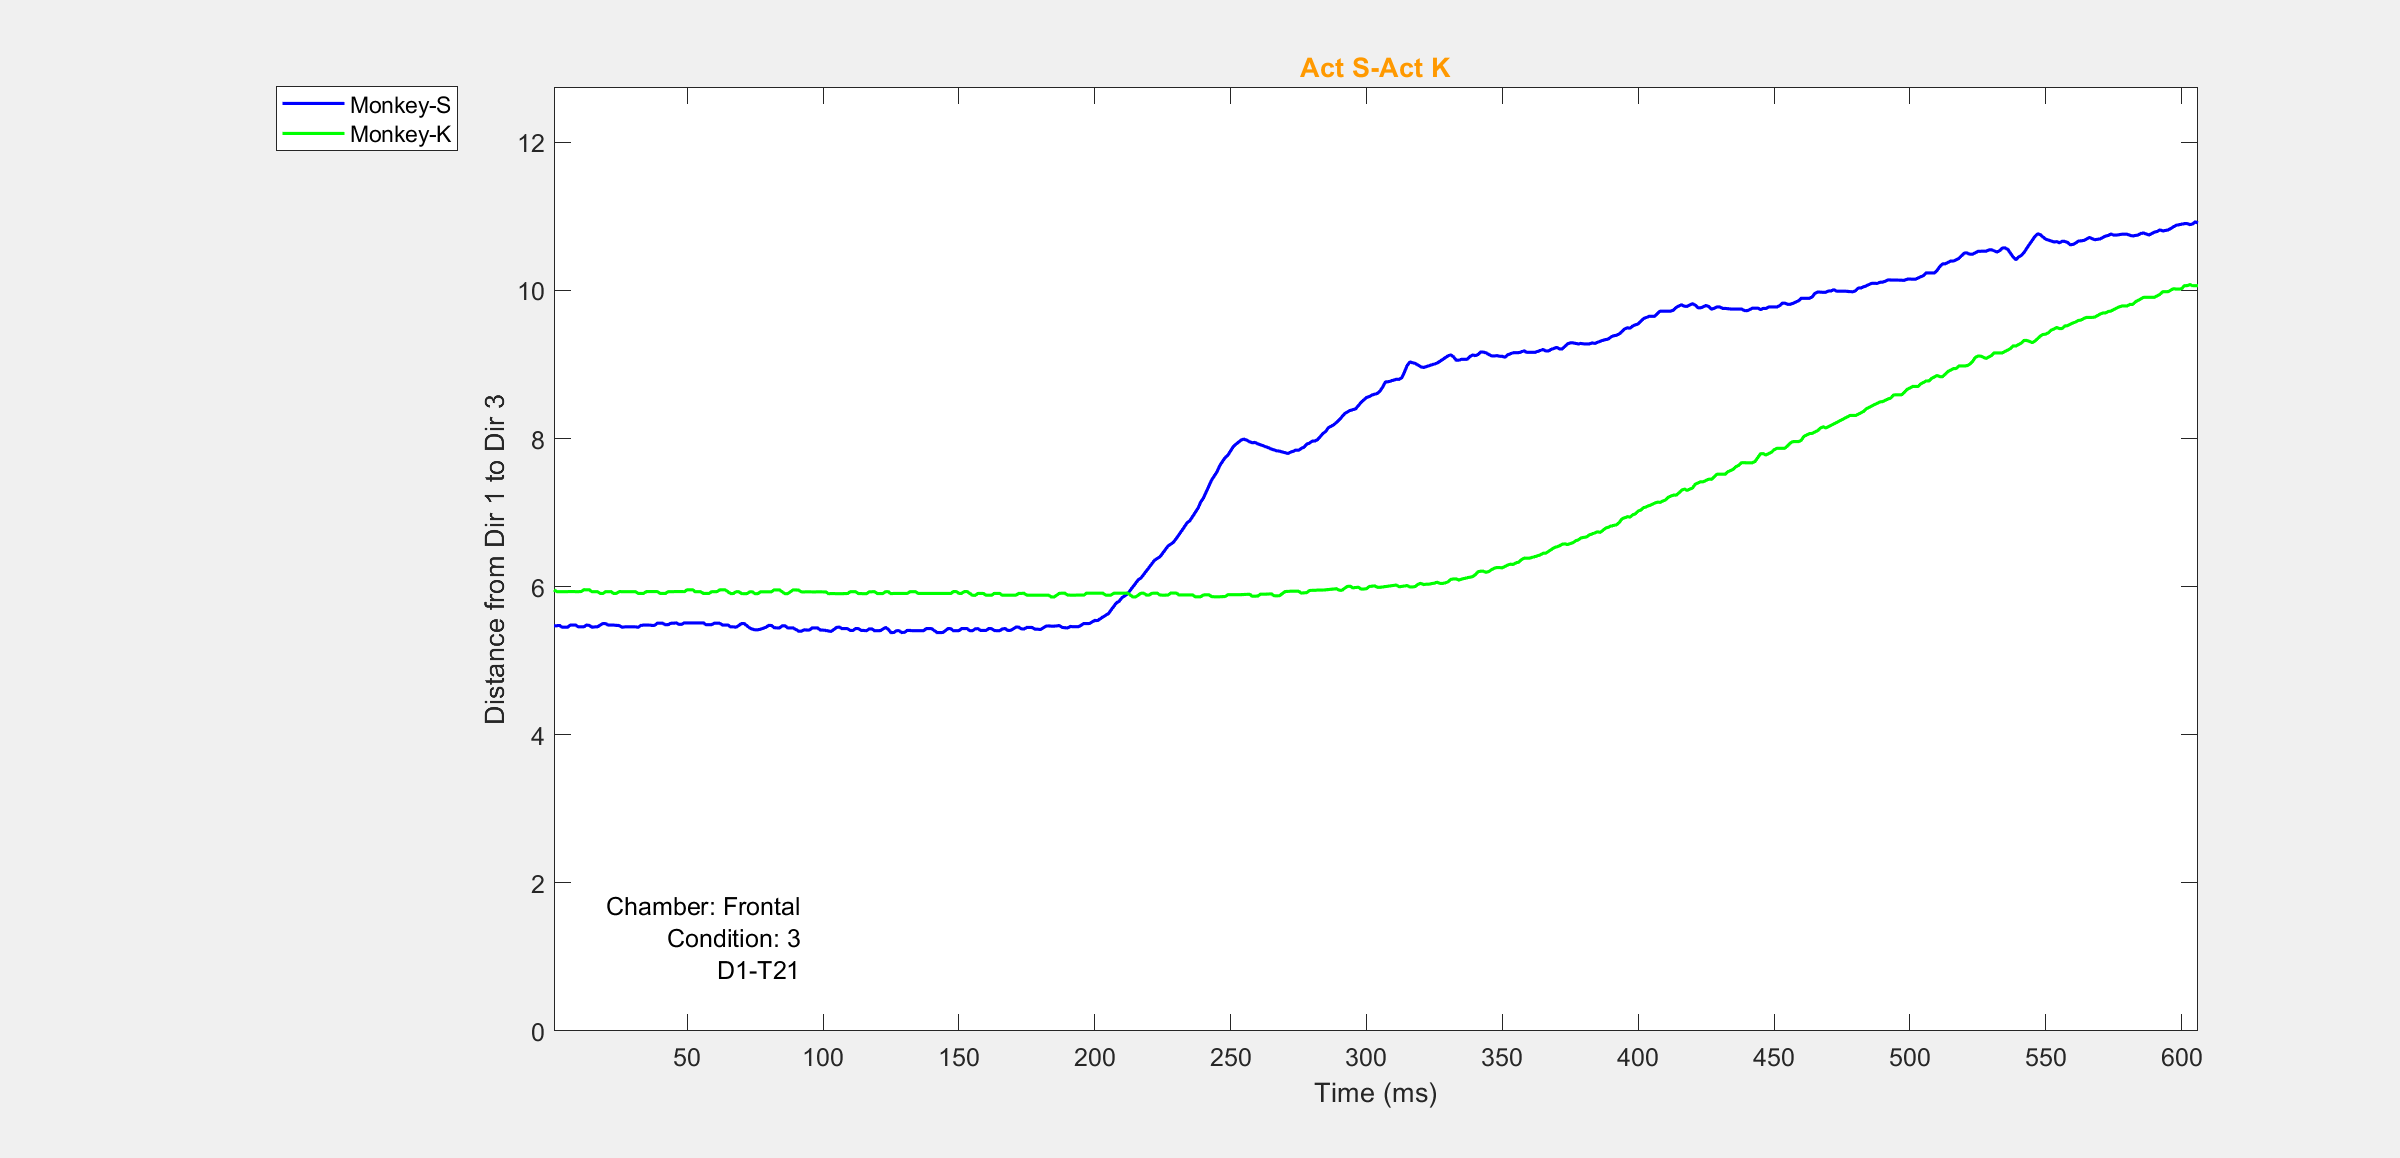 Act S-Act K
Monkey-S
Monkey-K
Distance from Dir 1 to Dir 3
12
10
8
6
4
2
0
Chamber: Frontal
Condition: 3
D1-T21
50 100 150 200 250 300 350 400 450 500 550 600
Time (ms)